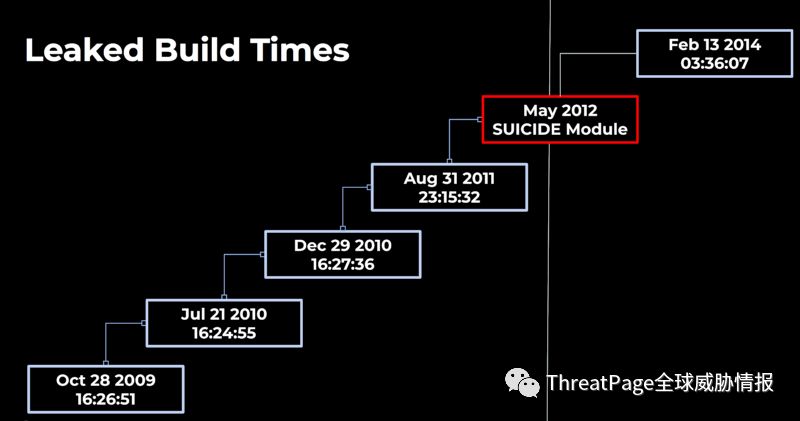 Leaked Build Times
Feb 13 2014
03:36:07
May 2012
SUICIDE Module
Aug 31 2011
23:15:32
Dec 29 2010
16:27:36
Jul 21 2010
16:24:55
Oct 28 2009
16:26:51
ThreatPage全球威胁情报